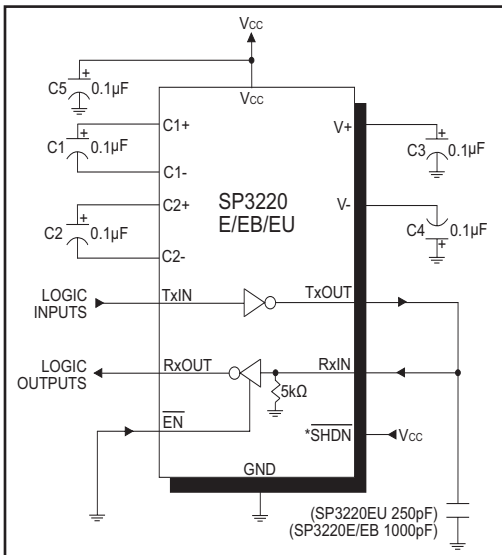 VCC
VCC
C5
+
0.1µF
C1
+
0.1µF
C1+
C1-
C2
+
0.1µF
C2+
C2-
SP3220
E/EB/EU
V+
C3
+
0.1µF
V-
C4
+
0.1µF
LOGIC
INPUTS
TxIN
TxOUT
LOGIC
OUTPUTS
RxOUT
RxIN
5kΩ
EN
*SHDN
VCC
GND
(SP3220EU 250pF)
(SP3220E/EB 1000pF)